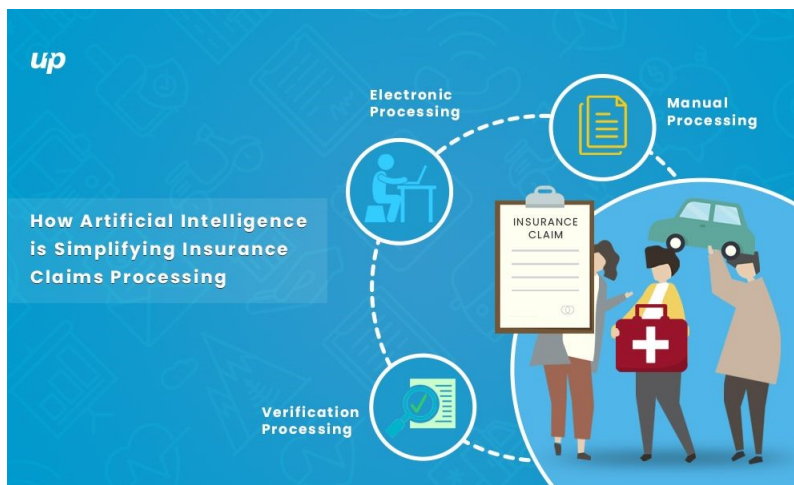 up
Electronic
Processing
Manual
Processing
How Artificial Intelligence
is Simplifying Insurance
Claims Processing
INSURANCE
CLAIM
Verification
Processing